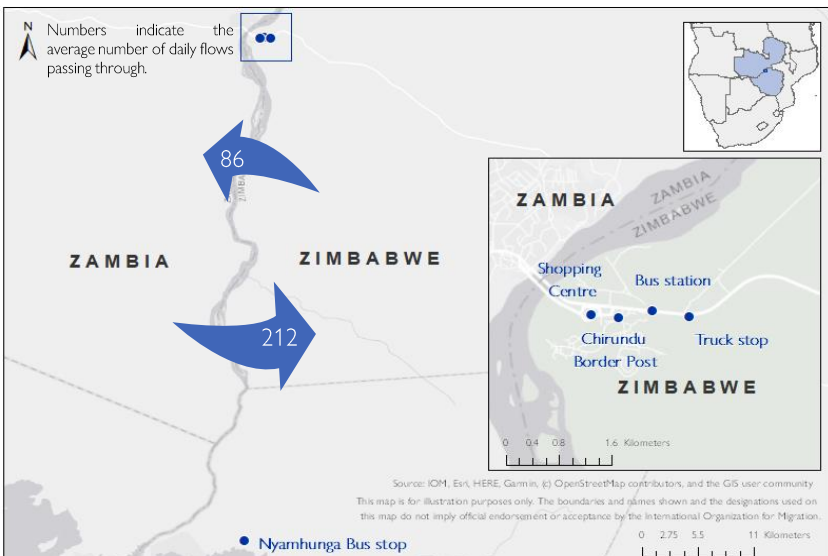 N
Numbers indicate the
average number of daily flows
passing through.
86
ZAMBIA
ZIMBABWE
212
ZAMBIA
ZAMBIA
ZIMBABWE
Shopping
Centre
Bus station
Chirundu
Border Post
Truck stop
ZIMBABWE
0 0.4 0.8 1.6 Kilometers
Source: IOM, Esri, HERE, Garmin, (c) OpenStreetMap contributors, and the GIS user community
This map is for illustration purposes only. The boundaries and names shown and the designations used on
this map do not imply official endorsement or acceptance by the International Organization for Migration.
0 2.75 5.5 11 Kilometers
Nyamhunga Bus stop